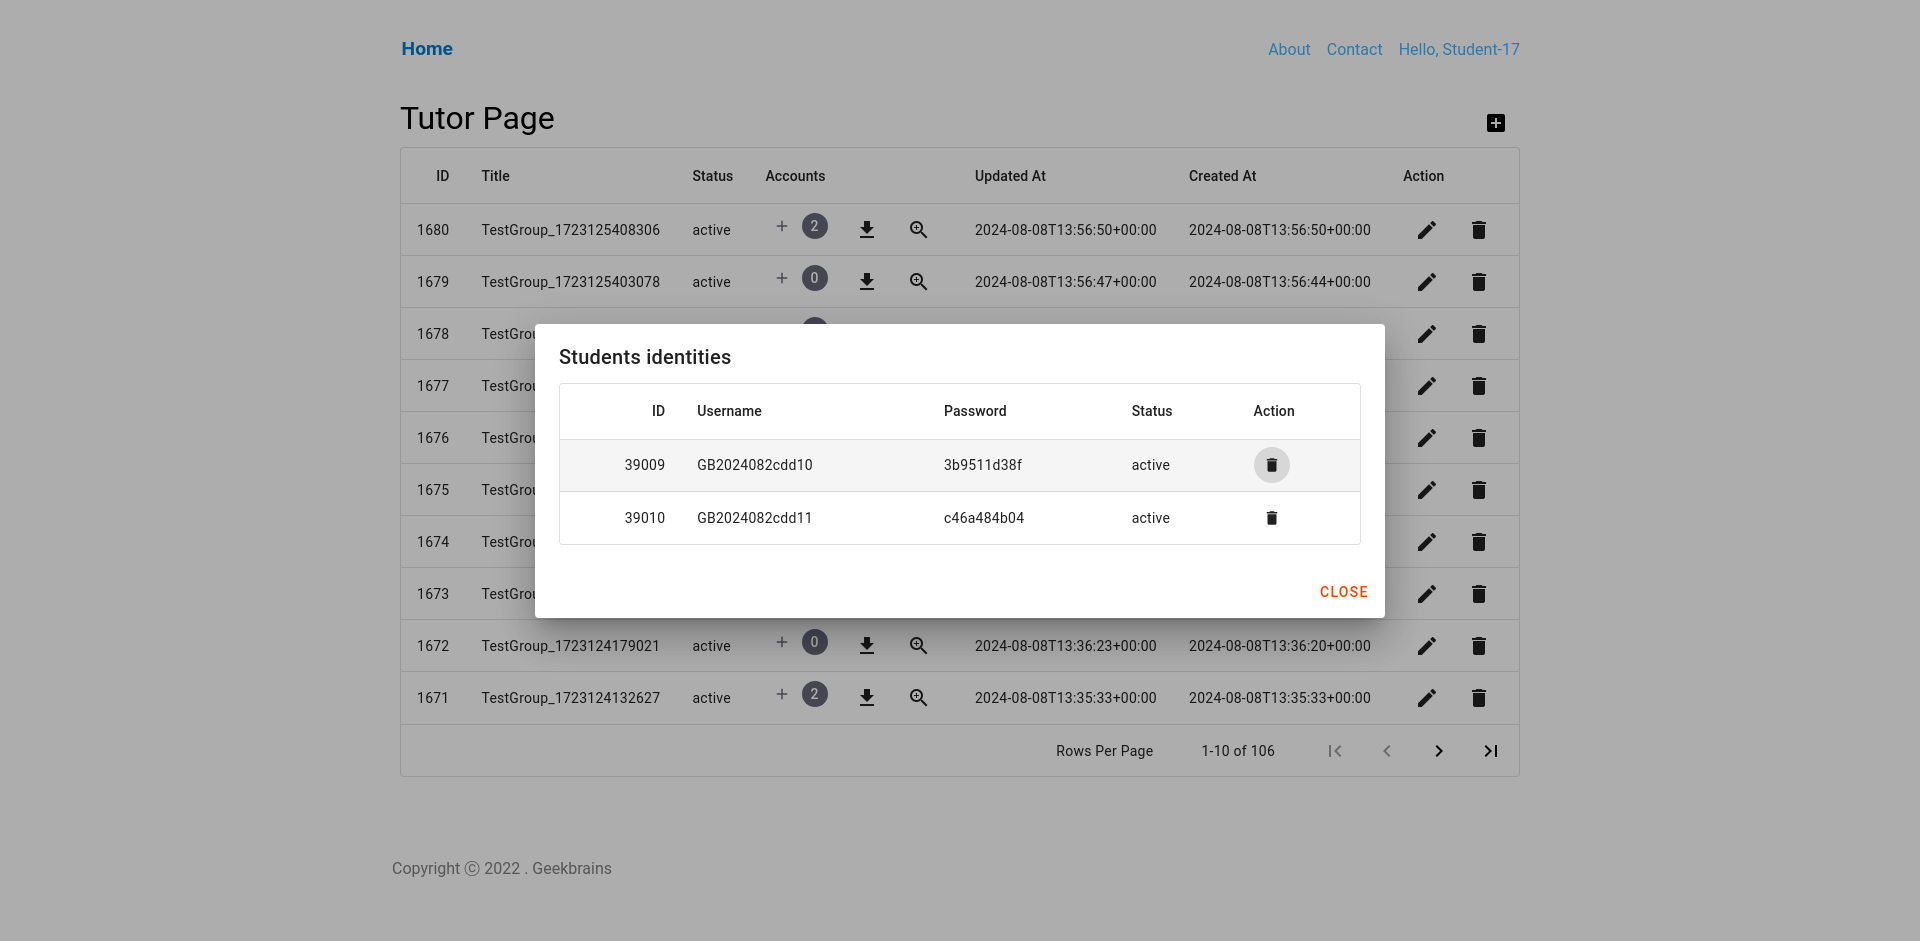 Home About Contact Hello, Student-17
Tutor Page
ID Title Status Accounts Updated At Created At Action
1680 TestGroup_1723125408306 active + 2 2024-08-08T13:56:50+00:00 2024-08-08T13:56:50+00:00
1679 TestGroup_1723125403078 active + 0 2024-08-08T13:56:47+00:00 2024-08-08T13:56:44+00:00
1678 TestGrou
Students identities
1677 TestGrou
ID Username Password Status Action
1676 TestGrou
39009 GB2024082cdd10 3b9511d38f active
1675 TestGrou
39010 GB2024082cdd11 c46a484b04 active
1674 TestGrou
1673 TestGrou
CLOSE
1672 TestGroup_1723124179021 active + 0 2024-08-08T13:36:23+00:00 2024-08-08T13:36:20+00:00
1671 TestGroup_1723124132627 active + 2 2024-08-08T13:35:33+00:00 2024-08-08T13:35:33+00:00
Rows Per Page 1-10 of 106
Copyright Ⓒ 2022 . Geekbrains